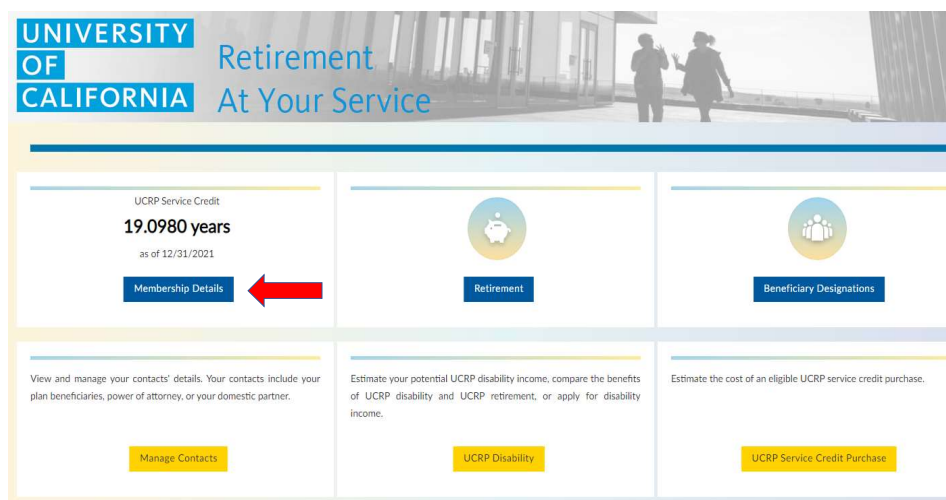 UNIVERSITY
OF
CALIFORNIA
Retirement
At Your Service
UCRP Service Credit
19.0980 years
as of 12/31/2021
Membership Details
Retirement
Beneficiary Designations
View and manage your contacts' details. Your contacts include your
plan beneficiaries, power of attorney, or your domestic partner.
Manage Contacts
Estimate your potential UCRP disability income, compare the benefits
of UCRP disability and UCRP retirement, or apply for disability
income.
UCRP Disability
Estimate the cost of an eligible UCRP service credit purchase.
UCRP Service Credit Purchase